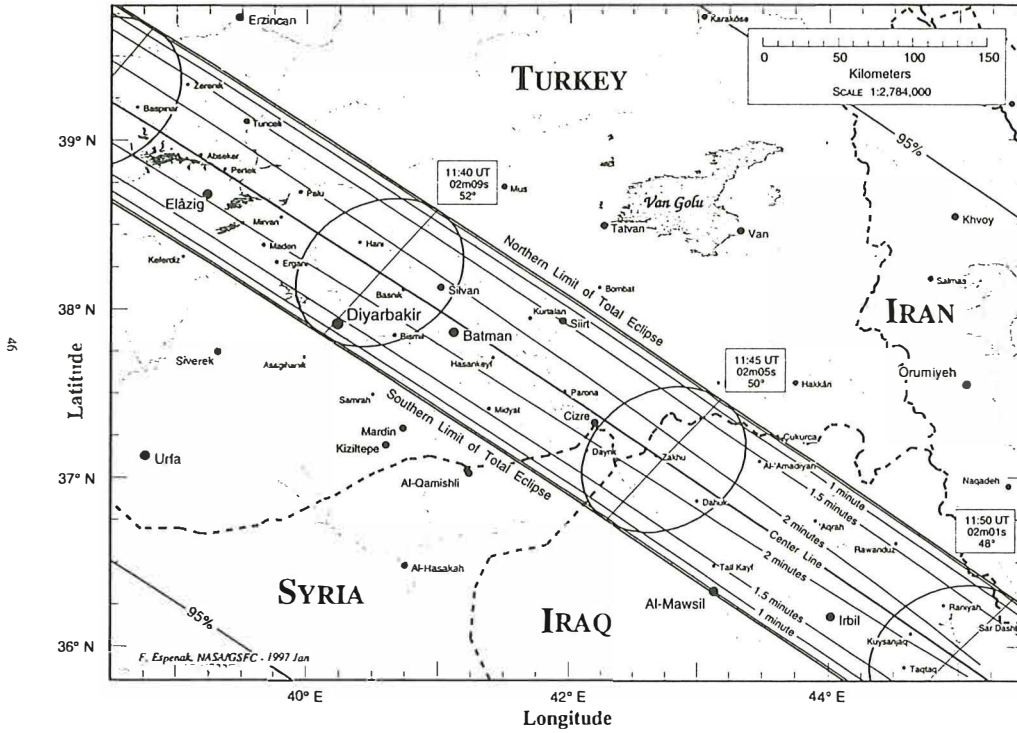 Erzincan
Karaköse
TURKEY
0 50 100 150
Kilometers
SCALE 1:2,784,000
Zerenik
Baspinar
Tunceli
39° N
95%
Abseker
Pertek
11:40 UT
02m09s
52°
Mus
Elâzig
Palu
Van Golu
Khvoy
Mirvan
Tatvan
Van
Maden
Hani
Northern Limit of Total Eclipse
Keferdiz
Ergani
Salmas
Basnik
Silvan
Bombat
38° N
Diyarbakir
Kurtalan
Siirt
IRAN
Bismil
Batman
Siverek
Hasankeyf
11:45 UT
02m05s
50°
Orumiyeh
Latitude
46
Samrah
Southern Limit of Total Eclipse
Midyat
Parona
Hakkâri
Mardin
Cizre
Kiziltepe
Cukurca
Urfa
Dayrik
Zakhu
Al-'Amadiyah
37° N
Al-Qamishli
1 minute
Naqadeh
Dahuk
1.5 minutes
2 minutes
'Aqrah
11:50 UT
02m01s
48°
Center Line
Rawanduz
Al-Hasakah
Tall Kayf
2 minutes
SYRIA
Al-Mawsil
1.5 minutes
95%
IRAQ
1 minute
Irbil
Ranyah
Sar Dasht
36° N
Kuysanjaq
F. Espenak, NASA/GSFC - 1997 Jan
Taqtaq
40° E
42° E
44° E
Longitude